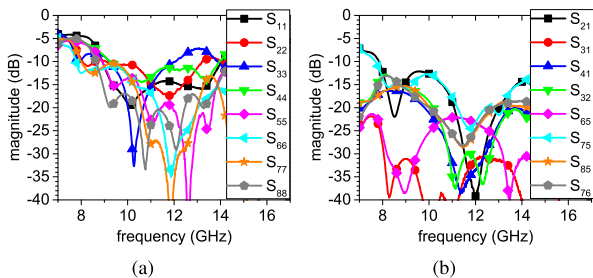 0
-5
-10
-15
-20
-25
-30
-35
-40
magnitude (dB)
8 10 12 14 16
frequency (GHz)
S11
S22
S33
S44
S55
S66
S77
S88
(a)
0
-5
-10
-15
-20
-25
-30
-35
-40
magnitude (dB)
8 10 12 14 16
frequency (GHz)
S21
S31
S41
S32
S65
S75
S85
S76
(b)